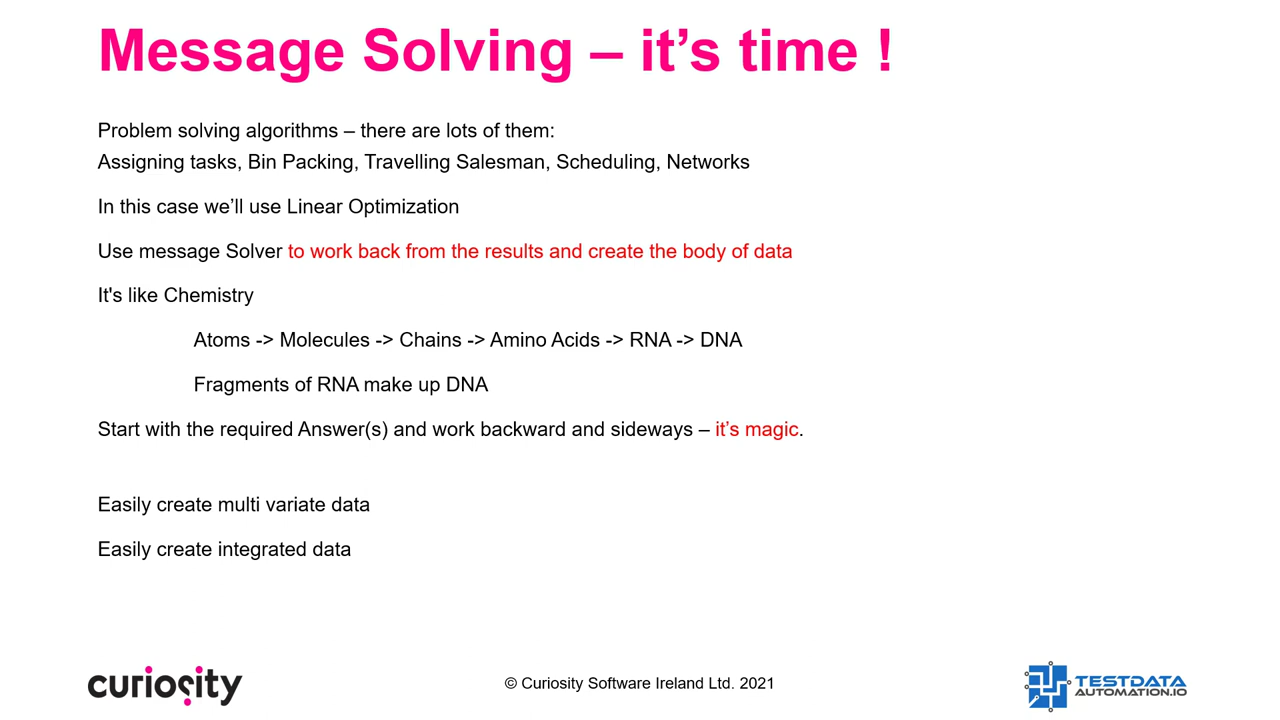 Message Solving – it’s time !
Problem solving algorithms – there are lots of them:
Assigning tasks, Bin Packing, Travelling Salesman, Scheduling, Networks
In this case we’ll use Linear Optimization
Use message Solver to work back from the results and create the body of data
It's like Chemistry
Atoms -> Molecules -> Chains -> Amino Acids -> RNA -> DNA
Fragments of RNA make up DNA
Start with the required Answer(s) and work backward and sideways – it’s magic.
Easily create multi variate data
Easily create integrated data
curiosity
© Curiosity Software Ireland Ltd. 2021
TESTDATA
AUTOMATION.IO